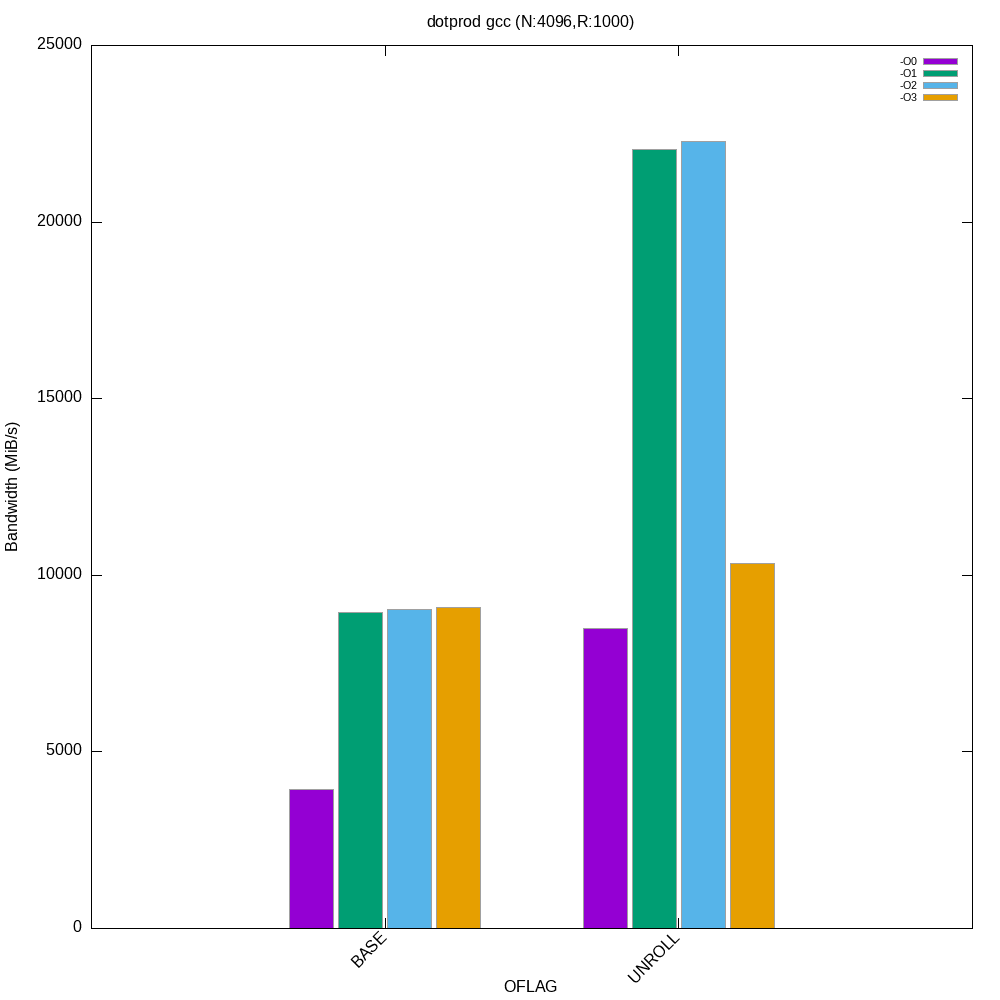 dotprod gcc (N:4096,R:1000)
25000
20000
15000
10000
5000
0
Bandwidth (MiB/s)
-O0
-O1
-O2
-O3
BASE
UNROLL
OFLAG